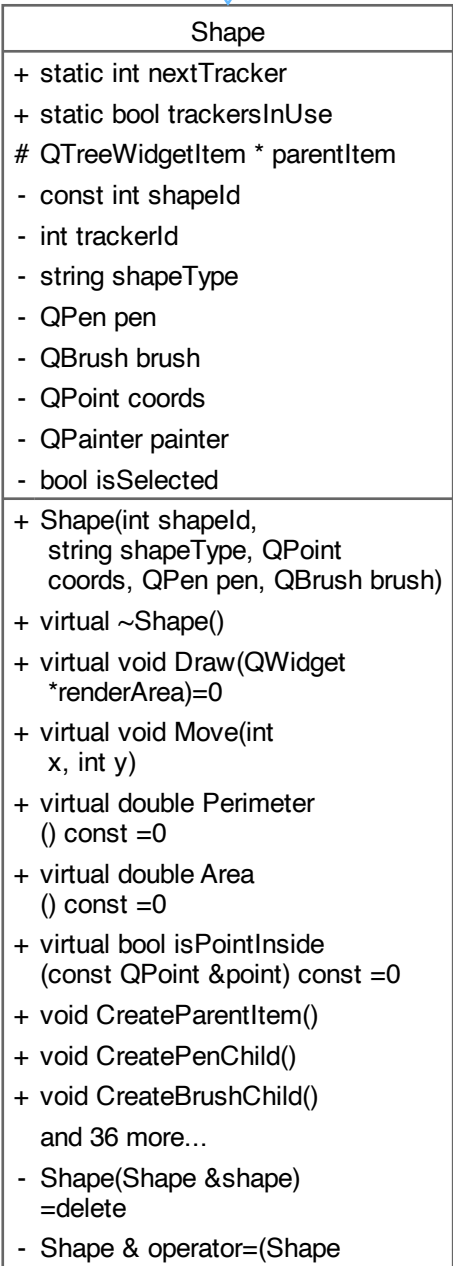 Shape
+ static int nextTracker
+ static bool trackersInUse
# QTreeWidgetItem * parentItem
- const int shapeId
- int trackerId
- string shapeType
- QPen pen
- QBrush brush
- QPoint coords
- QPainter painter
- bool isSelected
+ Shape(int shapeId,
string shapeType, QPoint
coords, QPen pen, QBrush brush)
+ virtual ~Shape()
+ virtual void Draw(QWidget
*renderArea)=0
+ virtual void Move(int
x, int y)
+ virtual double Perimeter
() const =0
+ virtual double Area
() const =0
+ virtual bool isPointInside
(const QPoint &point) const =0
+ void CreateParentItem()
+ void CreatePenChild()
+ void CreateBrushChild()
and 36 more...
- Shape(Shape &shape)
=delete
- Shape & operator=(Shape